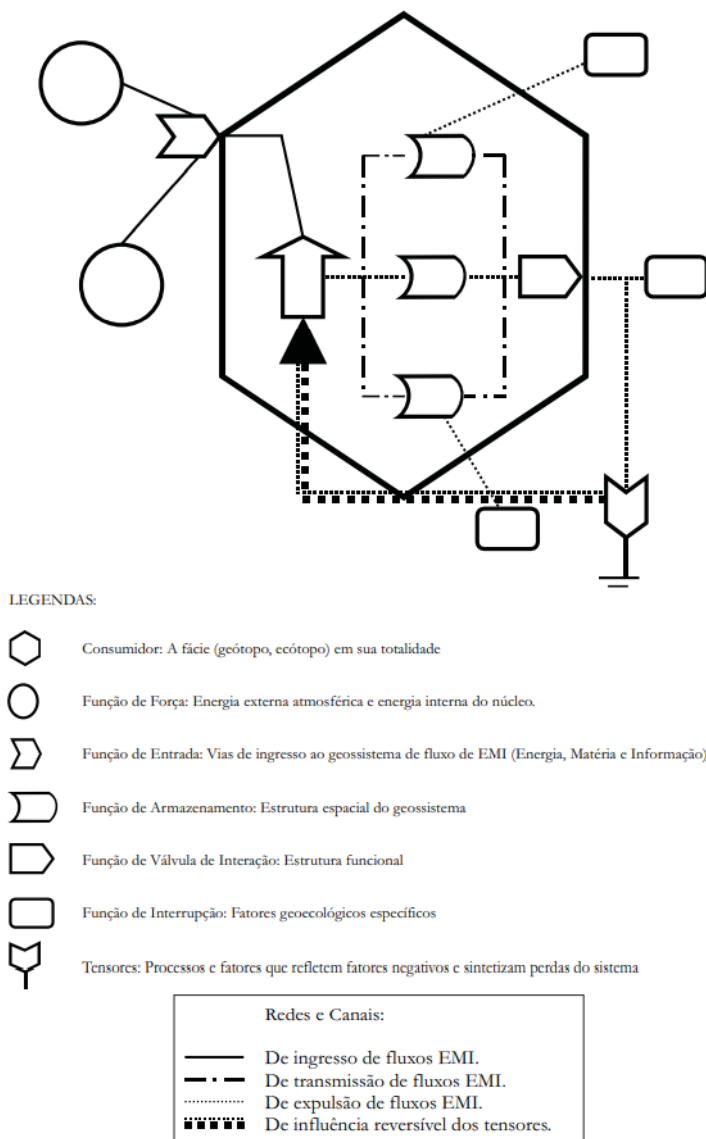 LEGENDAS:
Consumidor: A fácie (geótopo, ecótopo) em sua totalidade
Função de Força: Energia externa atmosférica e energia interna do núcleo.
Função de Entrada: Vias de ingresso ao geossistema de fluxo de EMI (Energia, Matéria e Informação)
Função de Armazenamento: Estrutura espacial do geossistema
Função de Válvula de Interação: Estrutura funcional
Função de Interrupção: Fatores geoecológicos específicos
Tensores: Processos e fatores que refletem fatores negativos e sintetizam perdas do sistema
Redes e Canais:
De ingresso de fluxos EMI.
De transmissão de fluxos EMI.
De expulsão de fluxos EMI.
De influência reversível dos tensores.